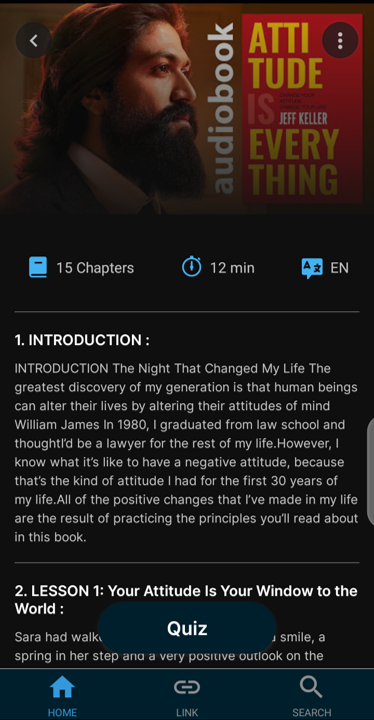 audiobook
ATTI
TUDE
IS
JEFF KELLER
EVERY
THING
15 Chapters
12 min
EN
1. INTRODUCTION :
INTRODUCTION The Night That Changed My Life The
greatest discovery of my generation is that human beings
can alter their lives by altering their attitudes of mind
William James In 1980, I graduated from law school and
thoughtI'd be a lawyer for the rest of my life.However, I
know what it's like to have a negative attitude, because
that's the kind of attitude I had for the first 30 years of
my life.All of the positive changes that I've made in my life
are the result of practicing the principles you'll read about
in this book.
2. LESSON 1: Your Attitude Is Your Window to the
World :
Sara had smile, a
spring in her step and a very positive outlook on the
Quiz
HOME
LINK
SEARCH